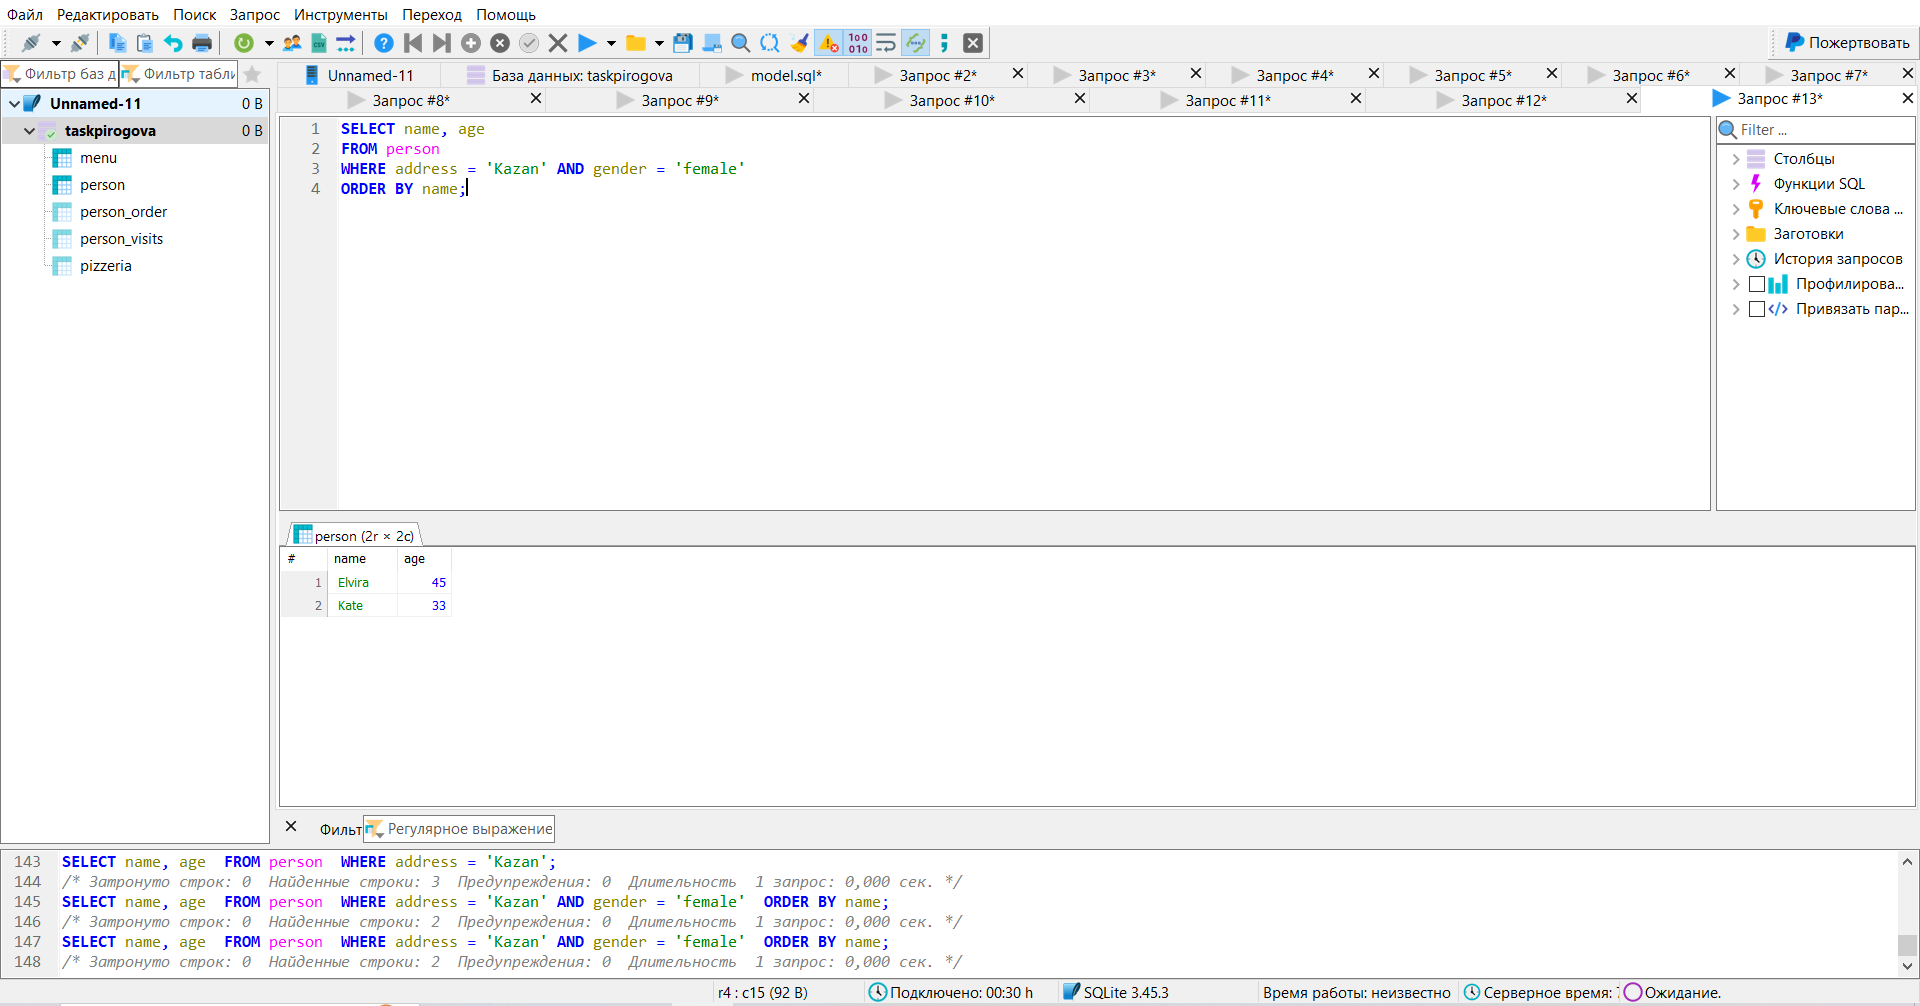 Файл Редактировать Поиск Запрос Инструменты Переход Помощь
Пожертвовать
Фильтр баз д Фильтр табли
Unnamed-11 База данных: taskpirogova model.sql* Запрос #2* Запрос #3* Запрос #4* Запрос #5* Запрос #6* Запрос #7*
Запрос #8* Запрос #9* Запрос #10* Запрос #11* Запрос #12* Запрос #13*
Unnamed-11 0 B
taskpirogova 0 B
menu
person
person_order
person_visits
pizzeria
1 SELECT name, age
2 FROM person
3 WHERE address = 'Kazan' AND gender = 'female'
4 ORDER BY name;
Filter ...
Столбцы
Функции SQL
Ключевые слова ...
Заготовки
История запросов
Профилирова...
Привязать пар...
person (2r × 2c)
# name age
1 Elvira 45
2 Kate 33
Фильт Регулярное выражение
143 SELECT name, age FROM person WHERE address = 'Kazan';
144 /* Затронуто строк: 0 Найденные строки: 3 Предупреждения: 0 Длительность 1 запрос: 0,000 сек. */
145 SELECT name, age FROM person WHERE address = 'Kazan' AND gender = 'female' ORDER BY name;
146 /* Затронуто строк: 0 Найденные строки: 2 Предупреждения: 0 Длительность 1 запрос: 0,000 сек. */
147 SELECT name, age FROM person WHERE address = 'Kazan' AND gender = 'female' ORDER BY name;
148 /* Затронуто строк: 0 Найденные строки: 2 Предупреждения: 0 Длительность 1 запрос: 0,000 сек. */
r4 : c15 (92 B) Подключено: 00:30 h SQLite 3.45.3 Время работы: неизвестно Серверное время: Ожидание.